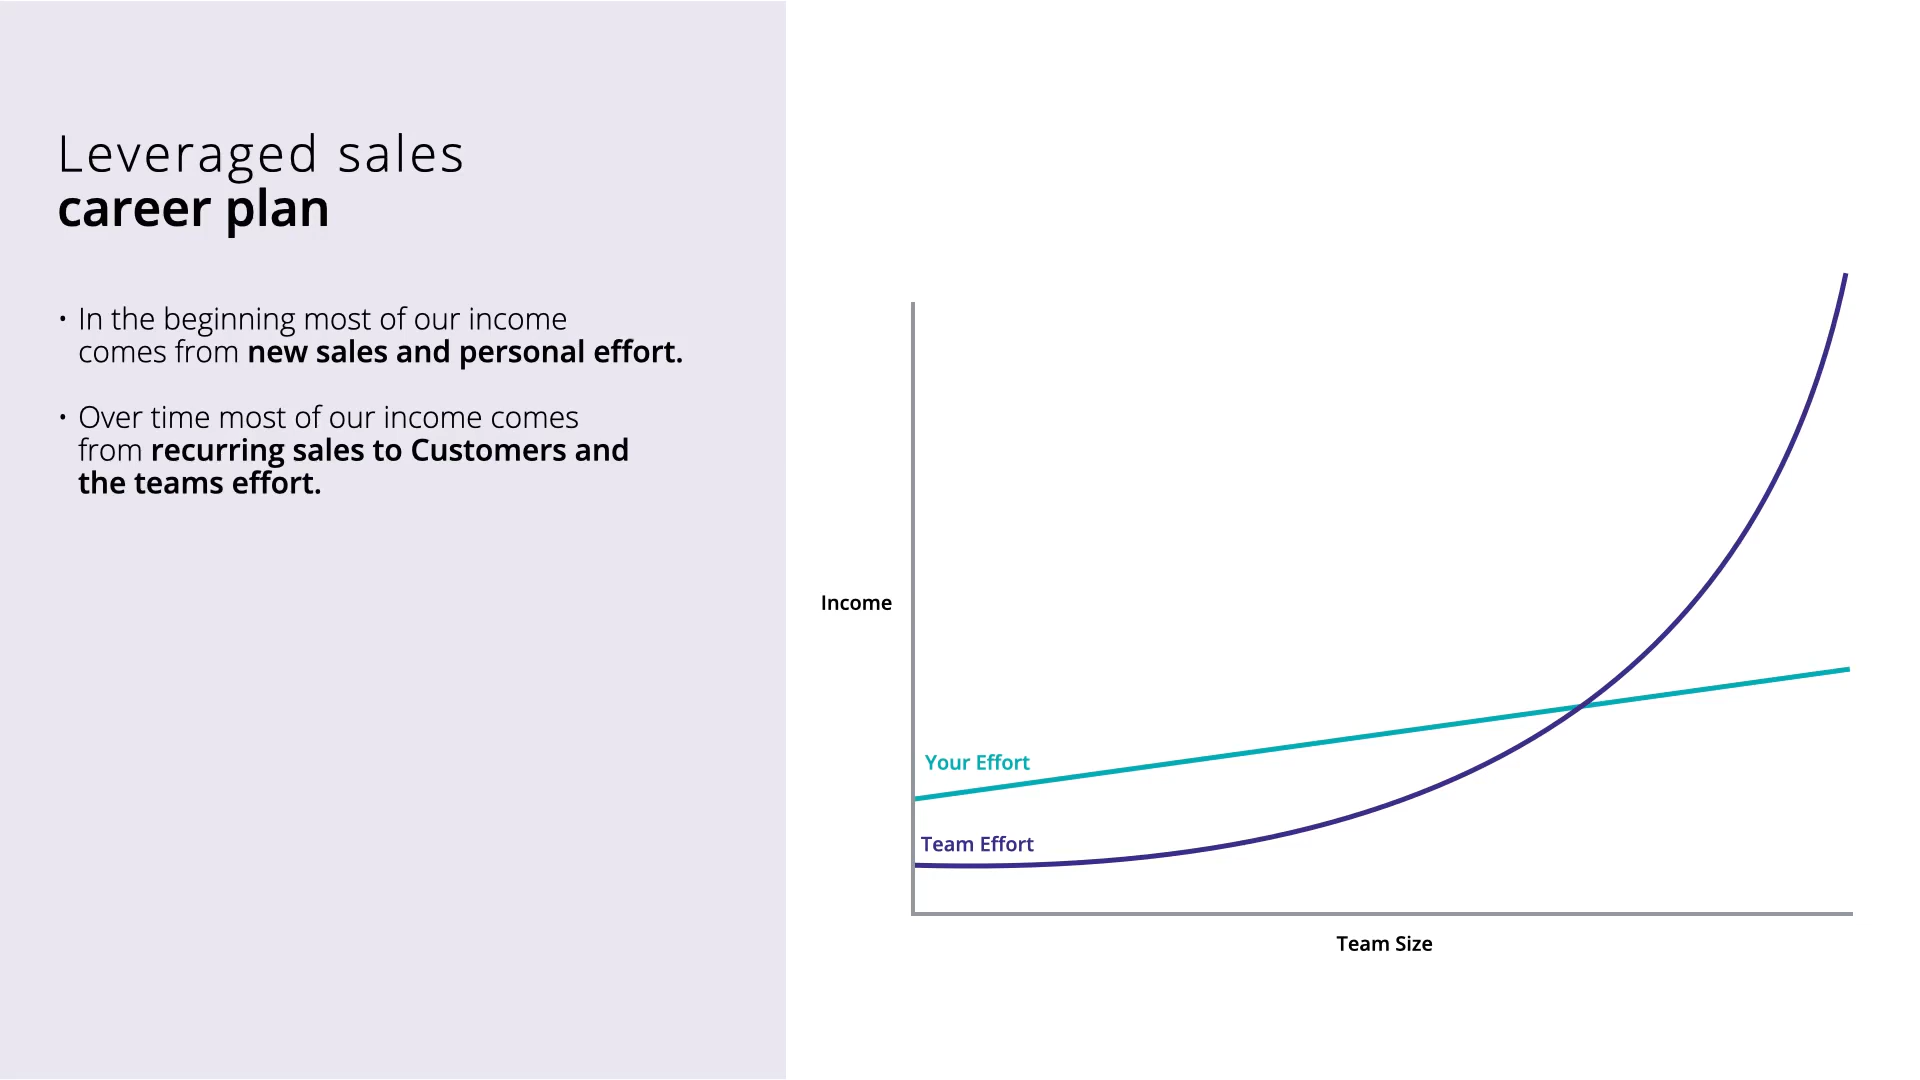 Leveraged sales
career plan
• In the beginning most of our income
comes from new sales and personal effort.
• Over time most of our income comes
from recurring sales to Customers and
the teams effort.
Income
Your Effort
Team Effort
Team Size